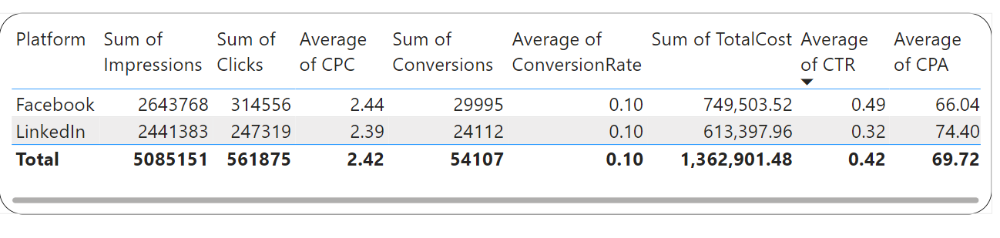 Platform Sum of Impressions Sum of Clicks Average of CPC Sum of Conversions Average of ConversionRate Sum of TotalCost Average of CTR Average of CPA
Facebook 2643768 314556 2.44 29995 0.10 749,503.52 0.49 66.04
LinkedIn 2441383 247319 2.39 24112 0.10 613,397.96 0.32 74.40
Total 5085151 561875 2.42 54107 0.10 1,362,901.48 0.42 69.72